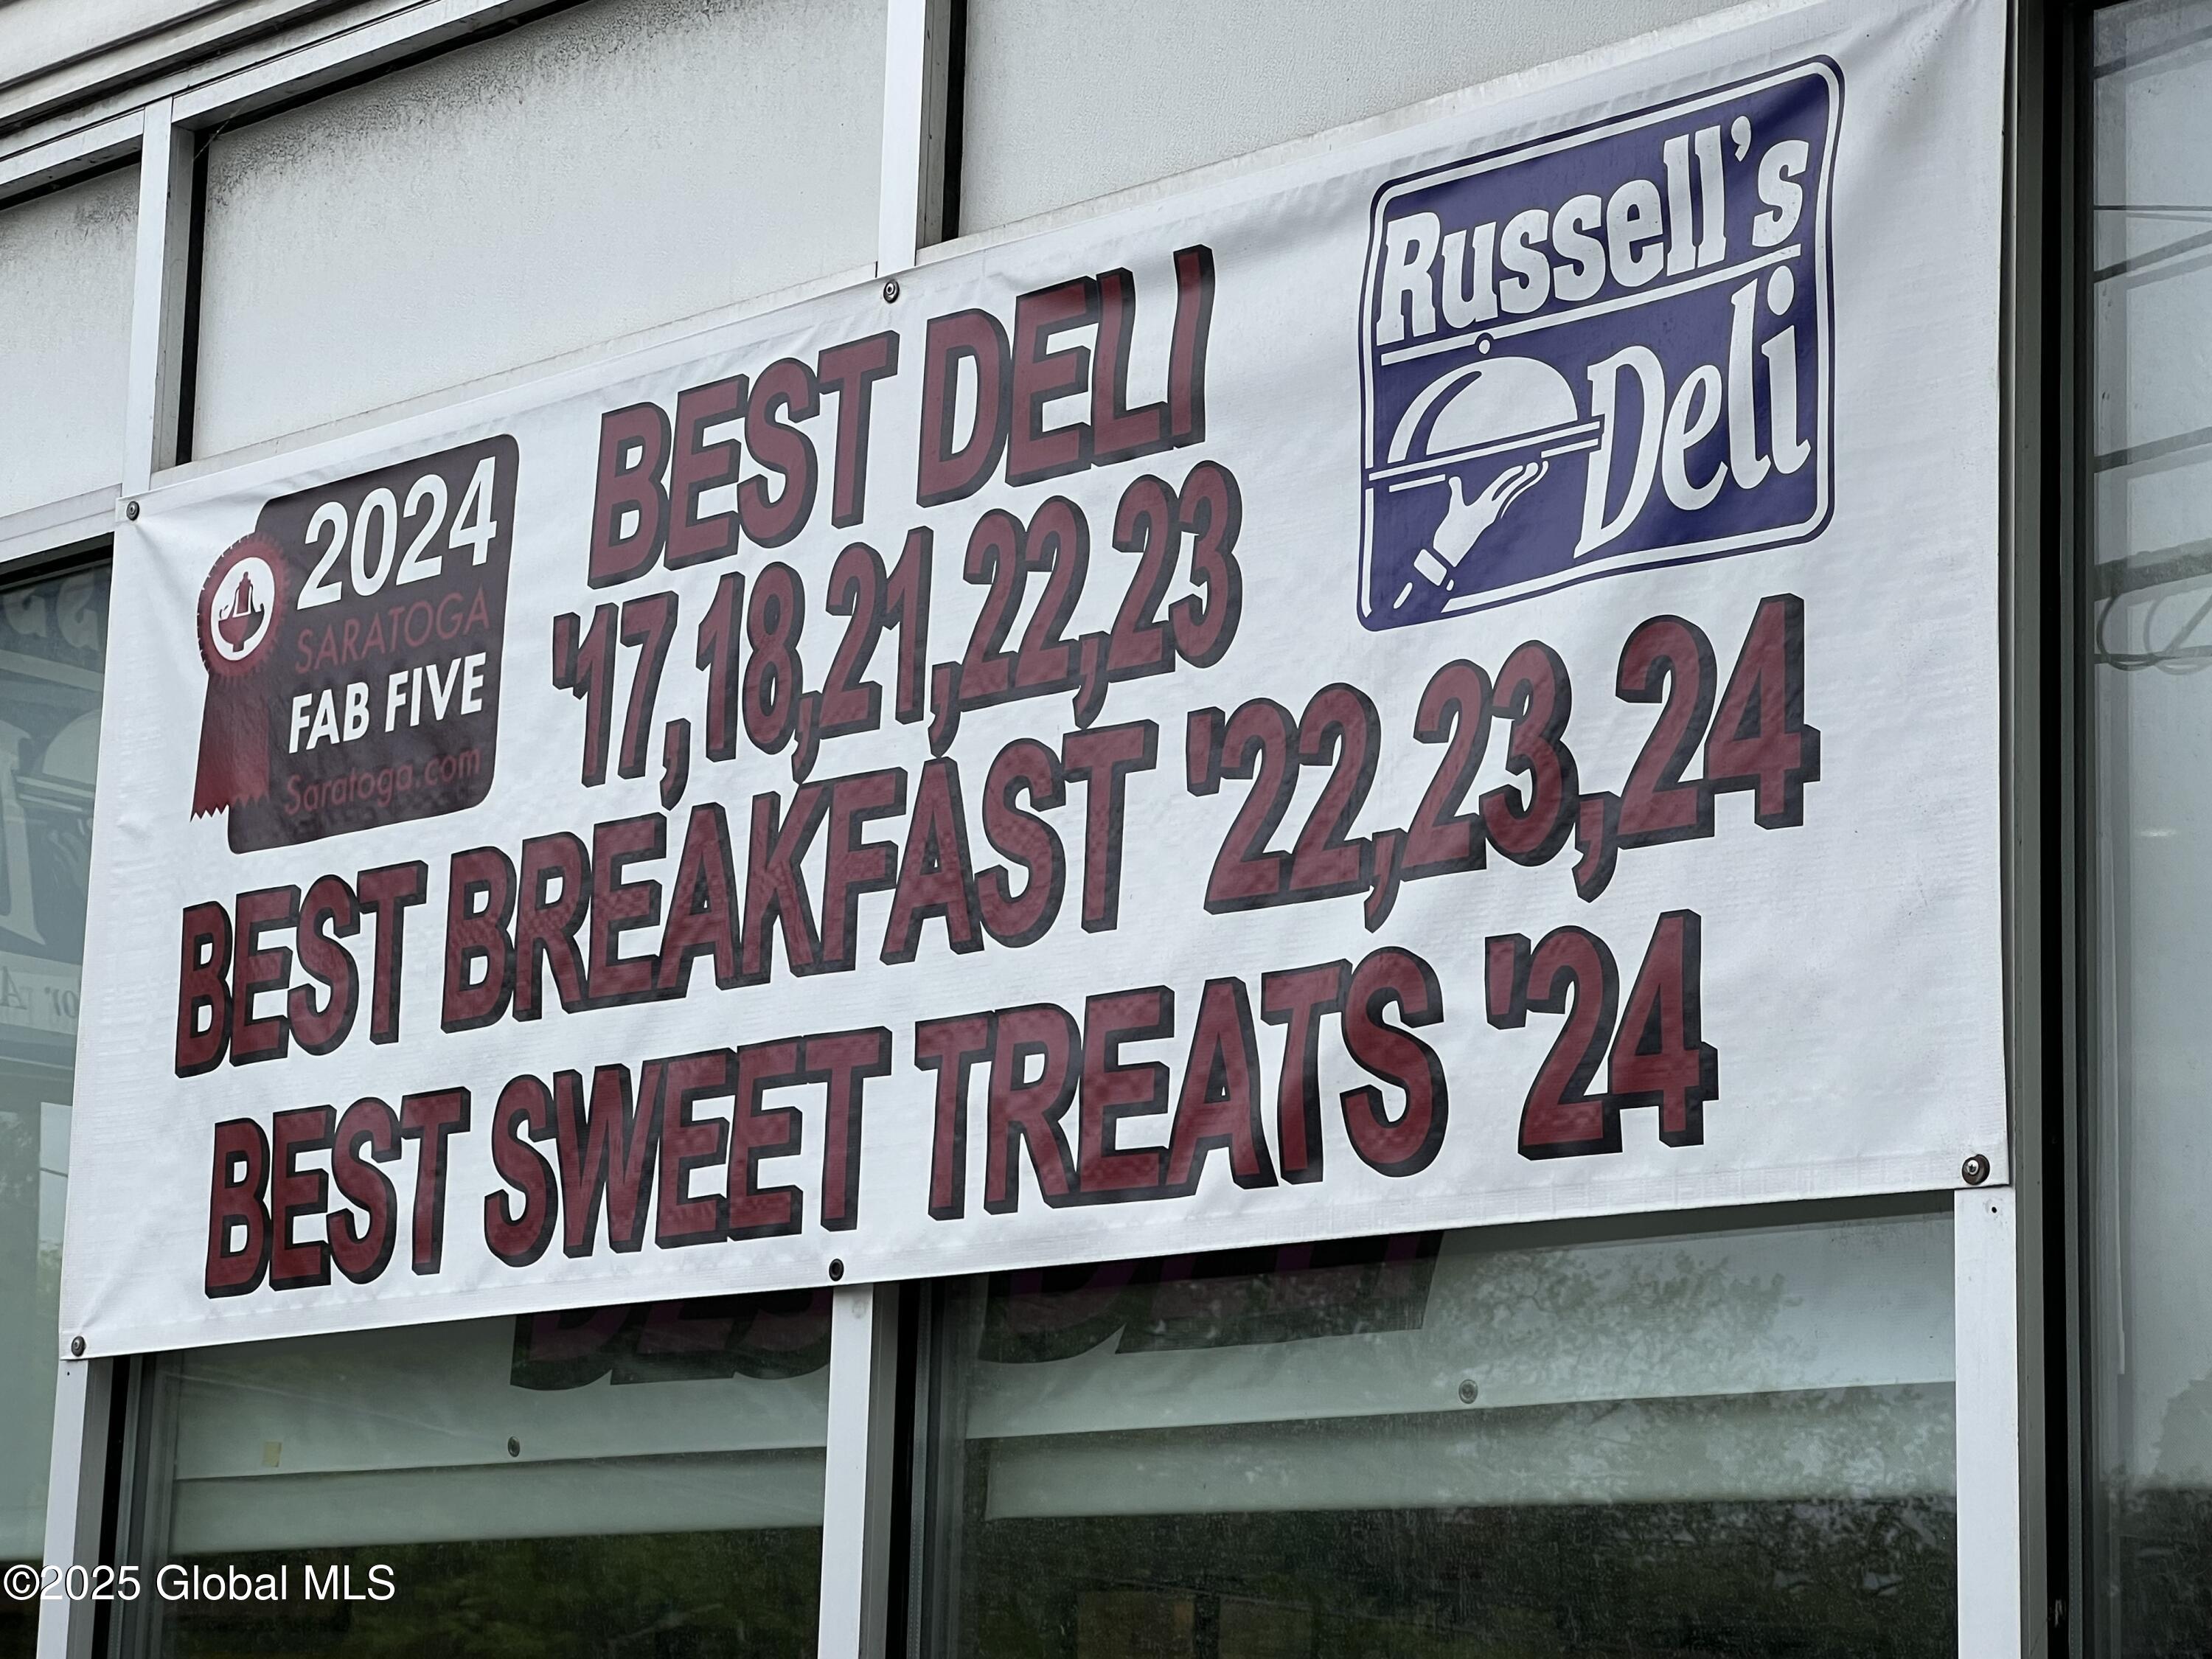 Russell's
Deli
2024
SARATOGA
FAB FIVE
Saratoga.com
BEST DELI
'17,18,21,22,23
BEST BREAKFAST '22,23,24
BEST SWEET TREATS '24
©2025 Global MLS